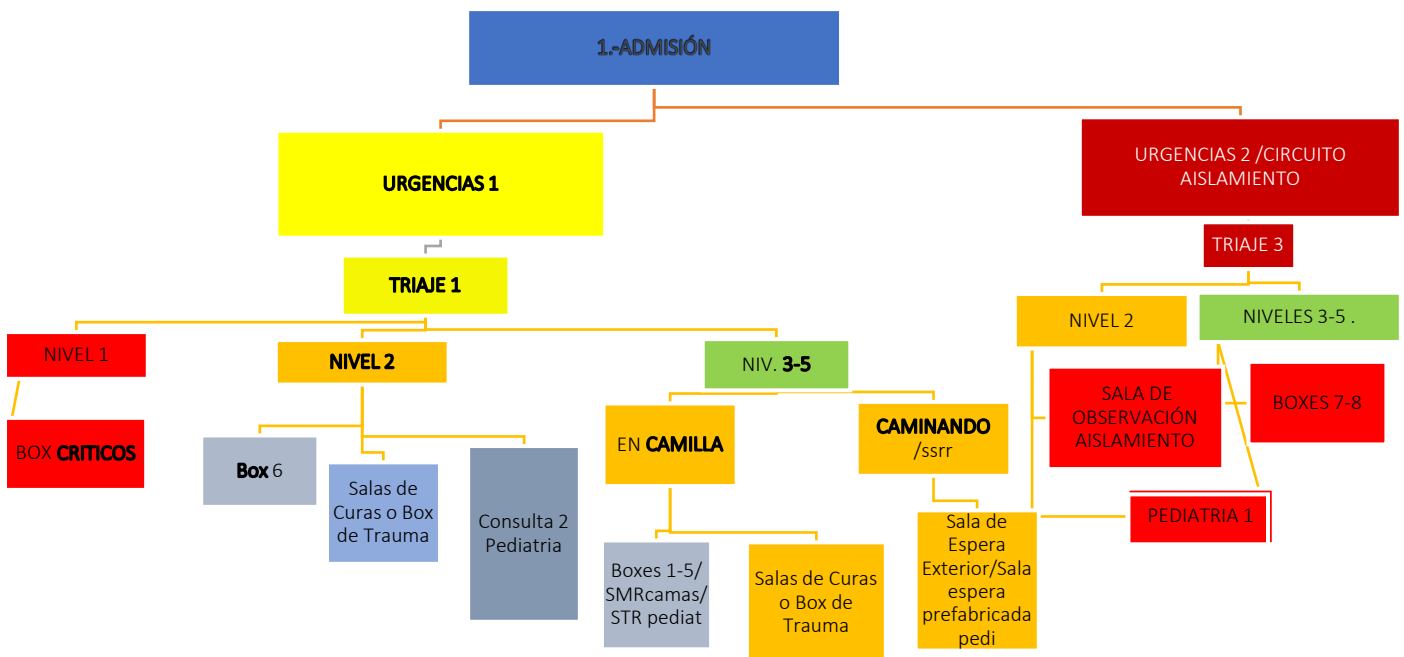 1.-ADMISIÓN
URGENCIAS 1
URGENCIAS 2 /CIRCUITO
AISLAMIENTO
TRIAJE 1
TRIAJE 3
NIVEL 1
NIVEL 2
NIV. 3-5
NIVEL 2
NIVELES 3-5 .
BOX CRITICOS
Box 6
Salas de
Curas o Box
de Trauma
Consulta 2
Pediatria
EN CAMILLA
CAMINANDO
/ssrr
Boxes 1-5/
SMRcamas/
STR pediat
Salas de Curas
o Box de
Trauma
Sala de
Espera
Exterior/Sala
espera
prefabricada
pedi
SALA DE
OBSERVACIÓN
AISLAMIENTO
BOXES 7-8
PEDIATRIA 1